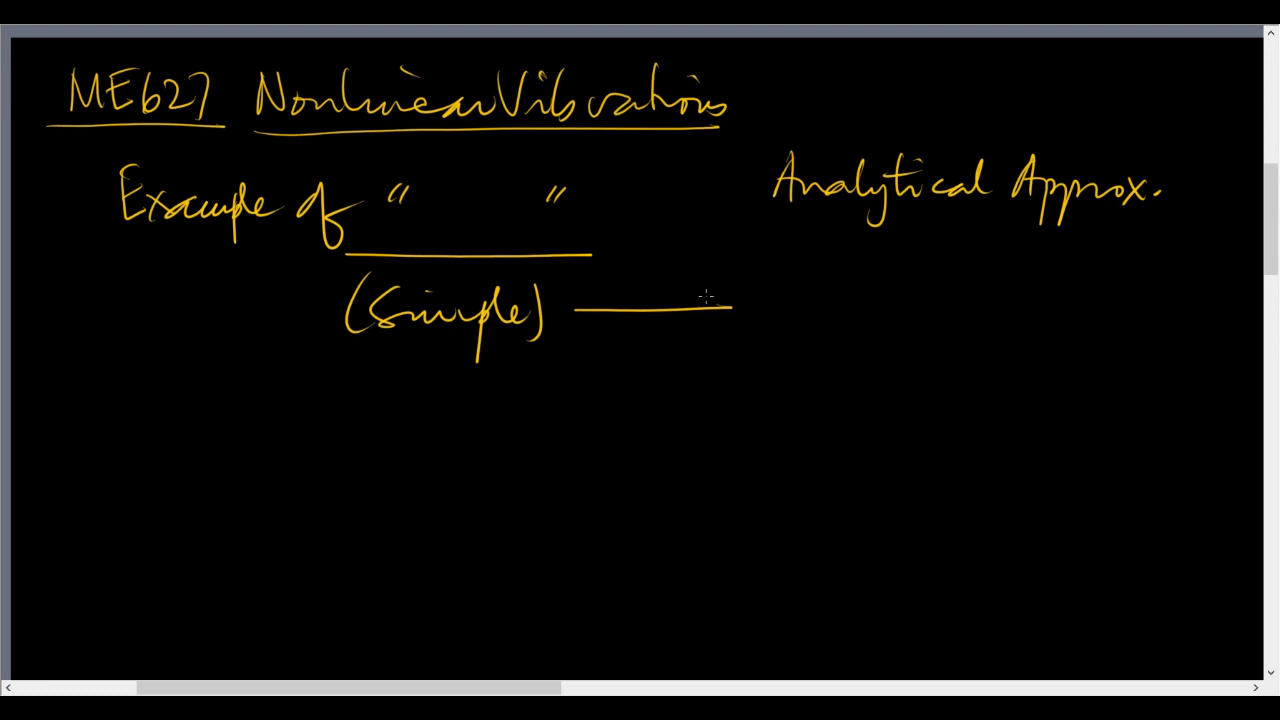 ME627 Nonlinear Vibrations
Example of " "
Analytical Approx.
(Simple)